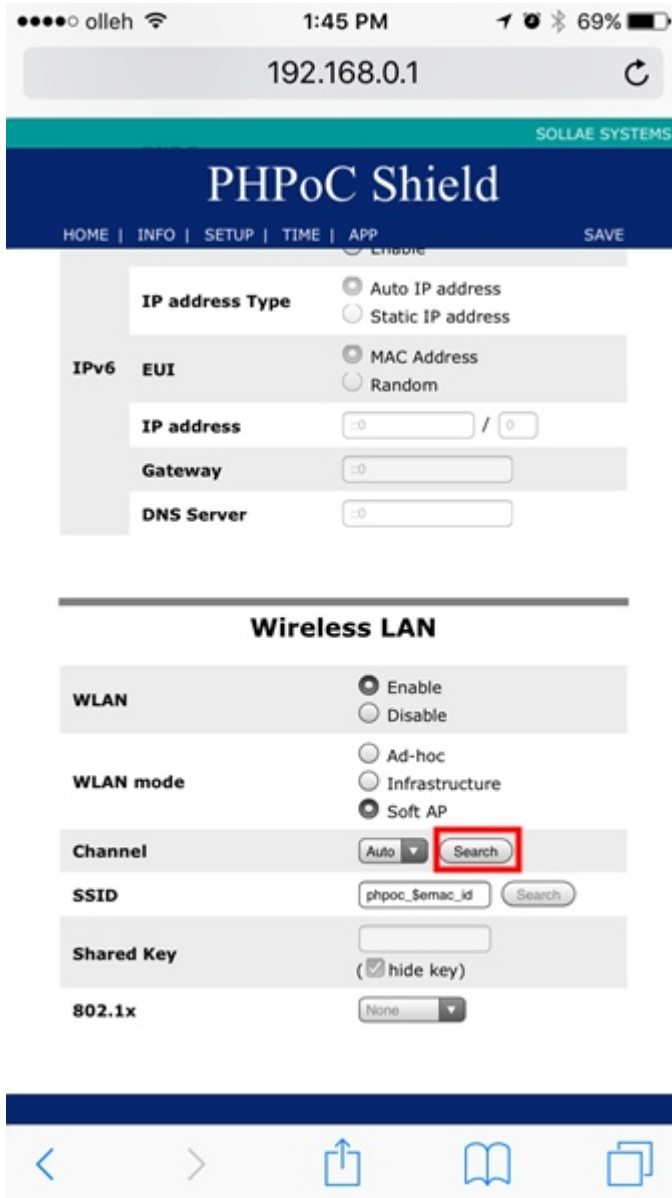 olleh 1:45 PM 69%
192.168.0.1
SOLLAE SYSTEMS
PHPoC Shield
HOME | INFO | SETUP | TIME | APP SAVE
Enable
IP address Type
Auto IP address
Static IP address
IPv6
EUI
MAC Address
Random
IP address
::0 / 0
Gateway
::0
DNS Server
::0
Wireless LAN
WLAN
Enable
Disable
WLAN mode
Ad-hoc
Infrastructure
Soft AP
Channel
Auto Search
SSID
phpoc_$emac_id Search
Shared Key
(hide key)
802.1x
None